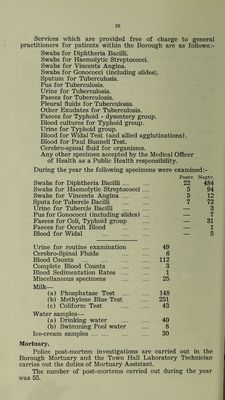 10
Services which are provided free of charge to general
practitioners for patients within the Borough are as follows:-
Swabs for Diphtheria Bacilli.
Swabs for Haemolytic Streptococci.
Swabs for Vincents Angina.
Swabs for Gonococci (including slides).
Sputum for Tuberculosis.
Pus for Tuberculosis.
Urine for Tuberculosis.
Faeces for Tuberculosis.
Pleural fluids for Tuberculosis.
Other Exudates for Tuberculosis.
Faeces for Typhoid - dysentery group.
Blood cultures for Typhoid group.
Urine for Typhoid group.
Blood for Widal Test (and allied agglutinations).
Blood for Paul Bunnell Test.
Cerebro-spinal fluid for organisms.
Any other specimen accepted by the Medical Officer
of Health as a Public Health responsibility.
During the year the following specimens were examined:-
Postv. Negtv.
Swabs for Diphtheria Bacilli .... 22 484
Swabs for Haemolytic Streptococci .... 5 94
Swabs for Vincents Angina .... 5 12
Sputa for Tubercle Bacilli .... 7 72
Urine for Tubercle Bacilli .... — 3
Pus for Gonococci (including slides) .... — 7
Faeces for Coli, Typhoid group .... — 31
Faeces for Occult Blood .... — 1
Blood for Widal .... — 5
Urine for routine examination .... 49
Cerebro-Spinal Fluids .... 6
Blood Counts .... 112
Complete Blood Counts .... 3
Blood Sedimentation Rates .... 1
Miscellaneous specimens .... 25
Milk—
(a) Phosphatase Test .... 148
(b) Methylene Blue Test 251
(c) Coliform Test .... 43
Water samples—
(a) Drinking water .... 40
(b) Swimming Pool water 8
Ice-cream samples .... 30
Mortuary.
Police post-mortem investigations are carried out in the
Borough Mortuary and the Town Hall Laboratory Technician
carries out the duties of Mortuary Assistant.
The number of post-mortems carried out during the year
was 55.